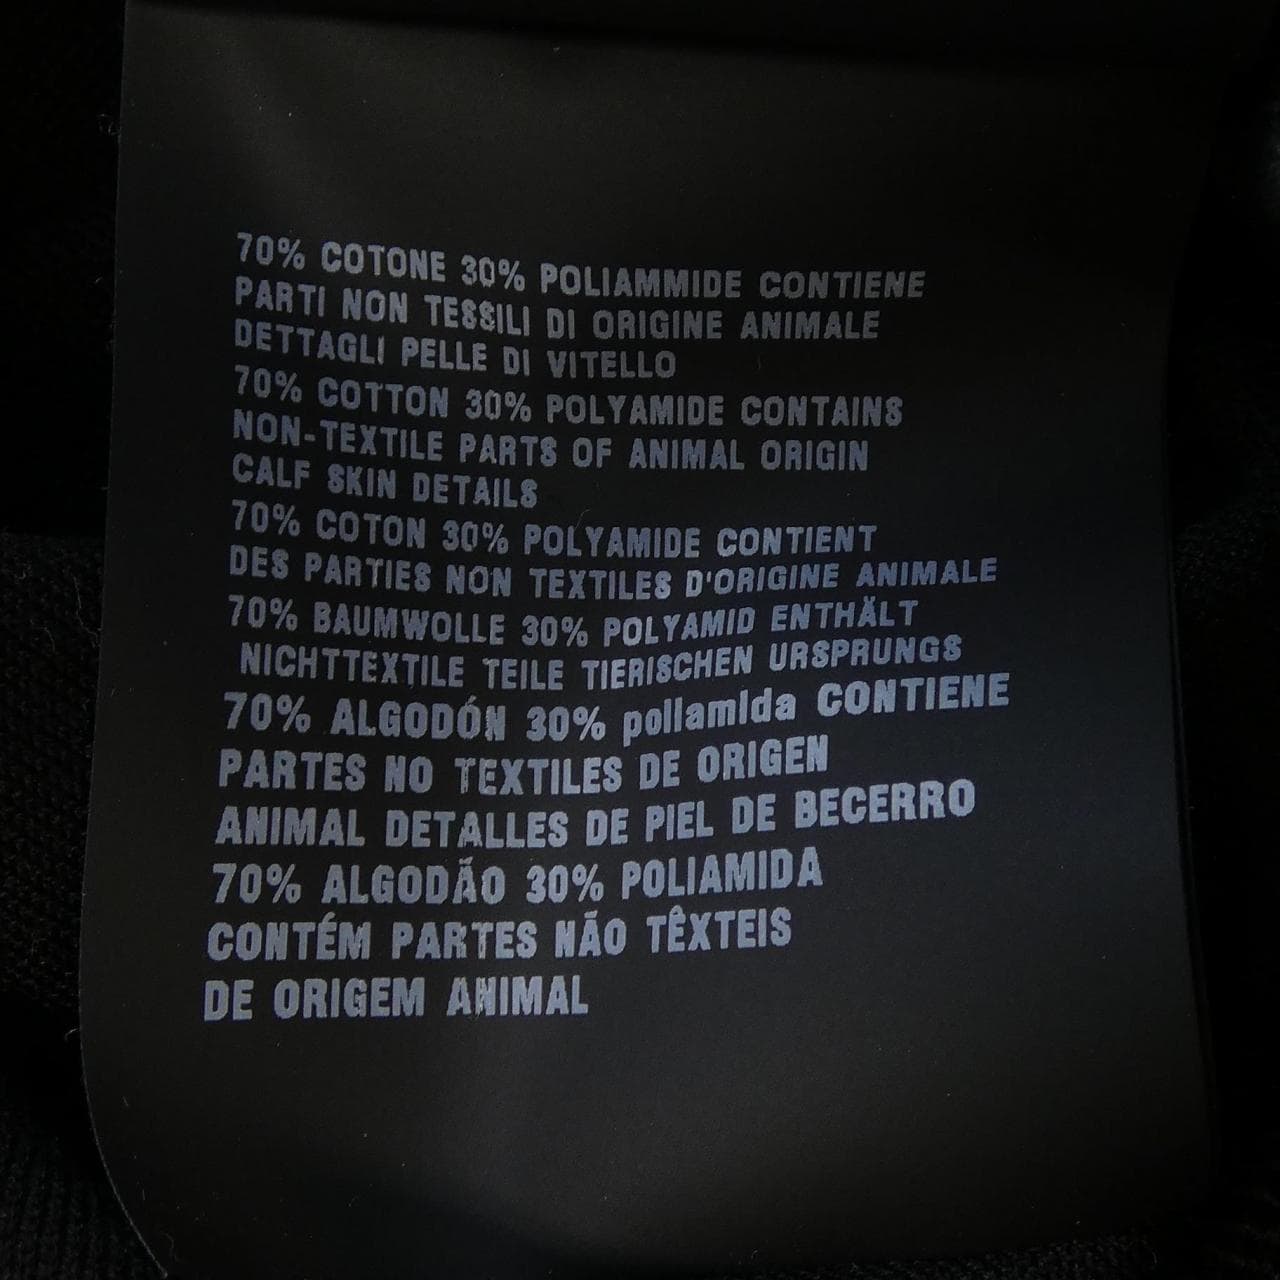 70% COTONE 30% POLIAMMIDE CONTIENE
PARTI NON TESSILI DI ORIGINE ANIMALE
DETTAGLI PELLE DI VITELLO
70% COTTON 30% POLYAMIDE CONTAINS
NON-TEXTILE PARTS OF ANIMAL ORIGIN
CALF SKIN DETAILS
70% COTON 30% POLYAMIDE CONTIENT
DES PARTIES NON TEXTILES D'ORIGINE ANIMALE
70% BAUMWOLLE 30% POLYAMID ENTHÄLT
NICHTTEXTILE TEILE TIERISCHEN URSPRUNGS
70% ALGODÓN 30% poliamida CONTIENE
PARTES NO TEXTILES DE ORIGEN
ANIMAL DETALLES DE PIEL DE BECERRO
70% ALGODÃO 30% POLIAMIDA
CONTÉM PARTES NÃO TÊXTEIS
DE ORIGEM ANIMAL